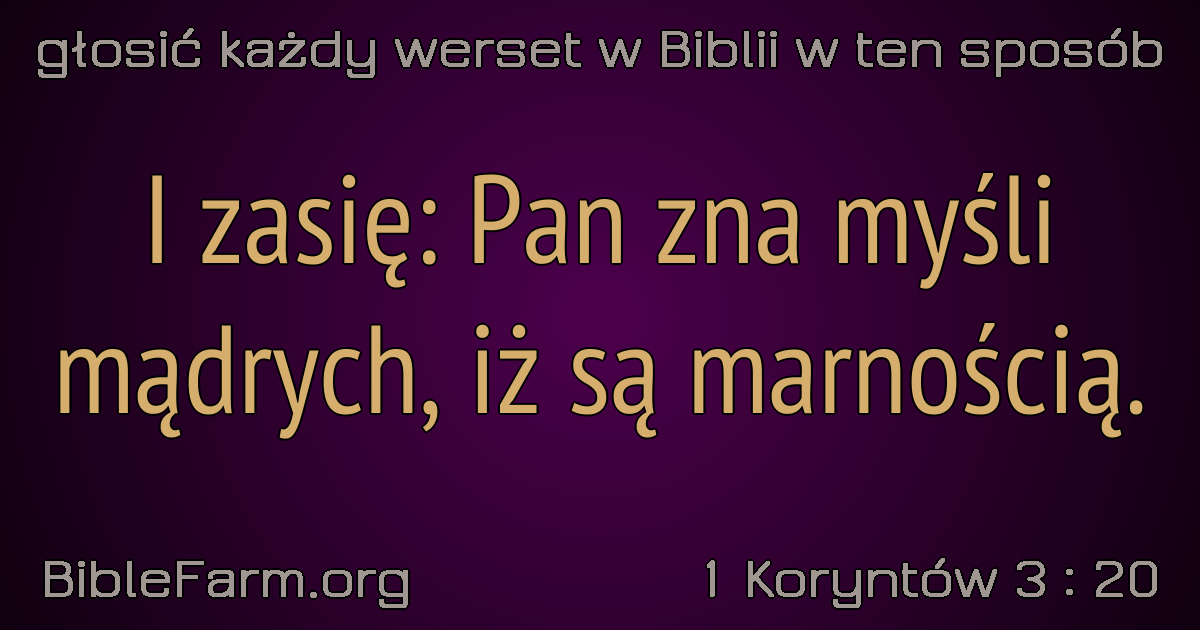 głosić każdy werset w Biblii w ten sposób
I zasię: Pan zna myśli
mądrych, iż są marnością.
BibleFarm.org
1 Koryntów 3 : 20